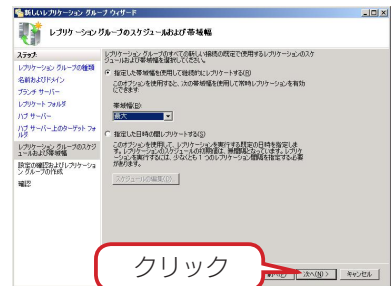 新しいレプリケーション グループ ウィザード
レプリケーション グループのスケジュールおよび帯域幅
ステップ:
レプリケーション グループの種類
名前およびドメイン
ブランチ サーバー
レプリケート フォルダ
ハブ サーバー
ハブ サーバー上のターゲット フォルダ
レプリケーション グループのスケジュールおよび帯域幅
設定の確認およびレプリケーション グループの作成
確認
レプリケーション グループのすべての新しい接続の既定で使用するレプリケーションのスケジュールおよび帯域幅を選択してください。
指定した帯域幅を使用して継続的にレプリケートする(R)
このオプションを使用すると、次の帯域幅を使用して常時レプリケーションを有効にできます
帯域幅(B):
最大
指定した日時の間レプリケートする(S)
このオプションを使用して、レプリケーションを実行する既定の日時を指定します。レプリケーションのスケジュールの初期値は、無間隔となっています。レプリケーションを実行するには、少なくとも 1 つのレプリケーション間隔を指定する必要があります。
スケジュールの編集(D)...
クリック
次へ(N) >
キャンセル